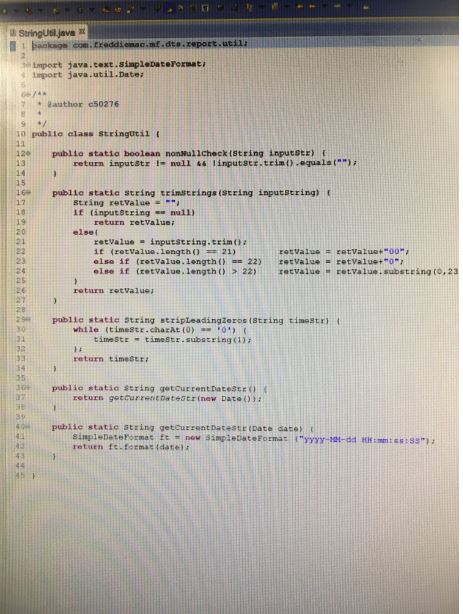 StringUtil.java
1 package com.freddiemac.mf.dts.report.util;
2
3 import java.text.SimpleDateFormat;
4 import java.util.Date;
5
6 /**
7 * @author c50276
8 *
9 */
10 public class StringUtil {
11
12 public static boolean nonNullCheck(String inputStr) {
13 return inputStr != null && !inputStr.trim().equals("");
14 }
15
16 public static String trimStrings(String inputString) {
17 String retValue = "";
18 if (inputString == null)
19 return retValue;
20 else{
21 retValue = inputString.trim();
22 if (retValue.length() == 21) retValue = retValue+"00";
23 else if (retValue.length() == 22) retValue = retValue+"0";
24 else if (retValue.length() > 22) retValue = retValue.substring(0,23
25 }
26 return retValue;
27 }
28
29 public static String stripLeadingZeros(String timeStr) {
30 while (timeStr.charAt(0) == '0') {
31 timeStr = timeStr.substring(1);
32 };
33 return timeStr;
34 }
35
36 public static String getCurrentDateStr() {
37 return getCurrentDateStr(new Date());
38 }
39
40 public static String getCurrentDateStr(Date date) {
41 SimpleDateFormat ft = new SimpleDateFormat ("yyyy-MM-dd HH:mm:ss:SS");
42 return ft.format(date);
43 }
44
45 }